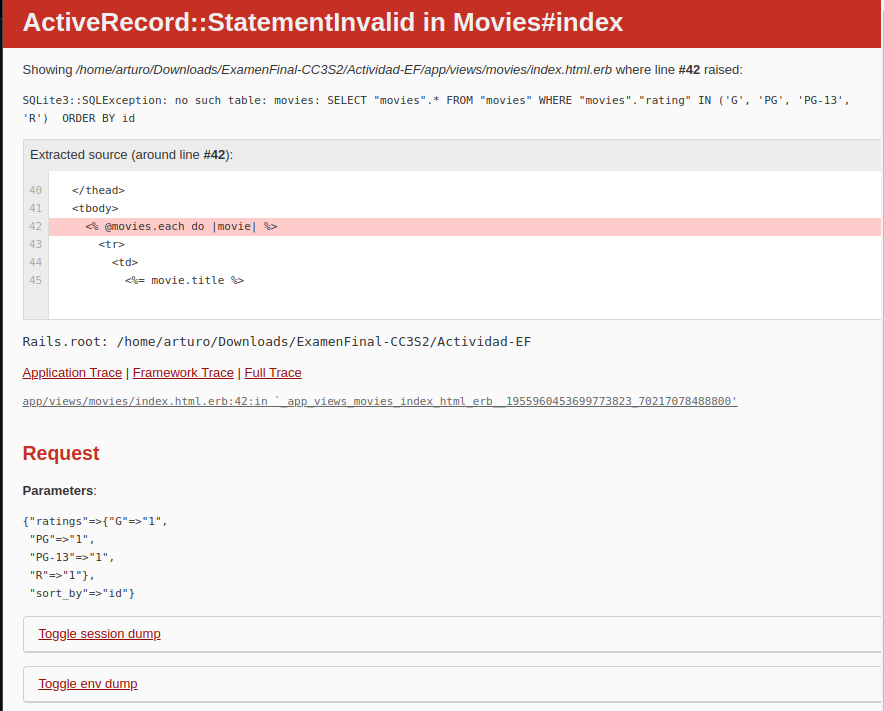 ActiveRecord::StatementInvalid in Movies#index
Showing /home/arturo/Downloads/ExamenFinal-CC3S2/Actividad-EF/app/views/movies/index.html.erb where line #42 raised:
SQLite3::SQLException: no such table: movies: SELECT "movies".* FROM "movies" WHERE "movies"."rating" IN ('G', 'PG', 'PG-13',
'R')  ORDER BY id
Extracted source (around line #42):
40 </thead>
41 <tbody>
42 <% @movies.each do |movie| %>
43 <tr>
44 <td>
45 <%= movie.title %>
Rails.root: /home/arturo/Downloads/ExamenFinal-CC3S2/Actividad-EF
Application Trace | Framework Trace | Full Trace
app/views/movies/index.html.erb:42:in `_app_views_movies_index_html_erb__1955960453699773823_70217078488800'
Request
Parameters:
{"ratings"=>{"G"=>"1",
"PG"=>"1",
"PG-13"=>"1",
"R"=>"1"},
"sort_by"=>"id"}
Toggle session dump
Toggle env dump